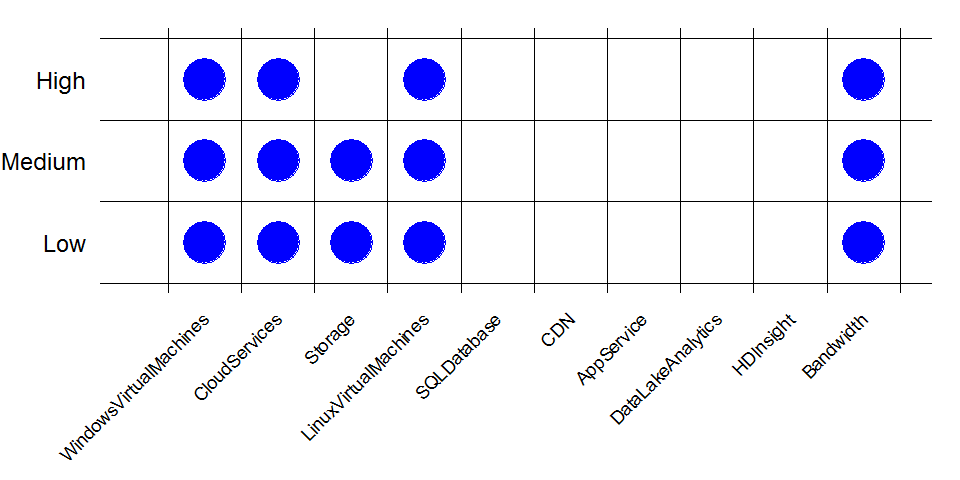 High
Medium
Low
WindowsVirtualMachines
CloudServices
Storage
LinuxVirtualMachines
SQLDatabase
CDN
AppService
DataLakeAnalytics
HDInsight
Bandwidth